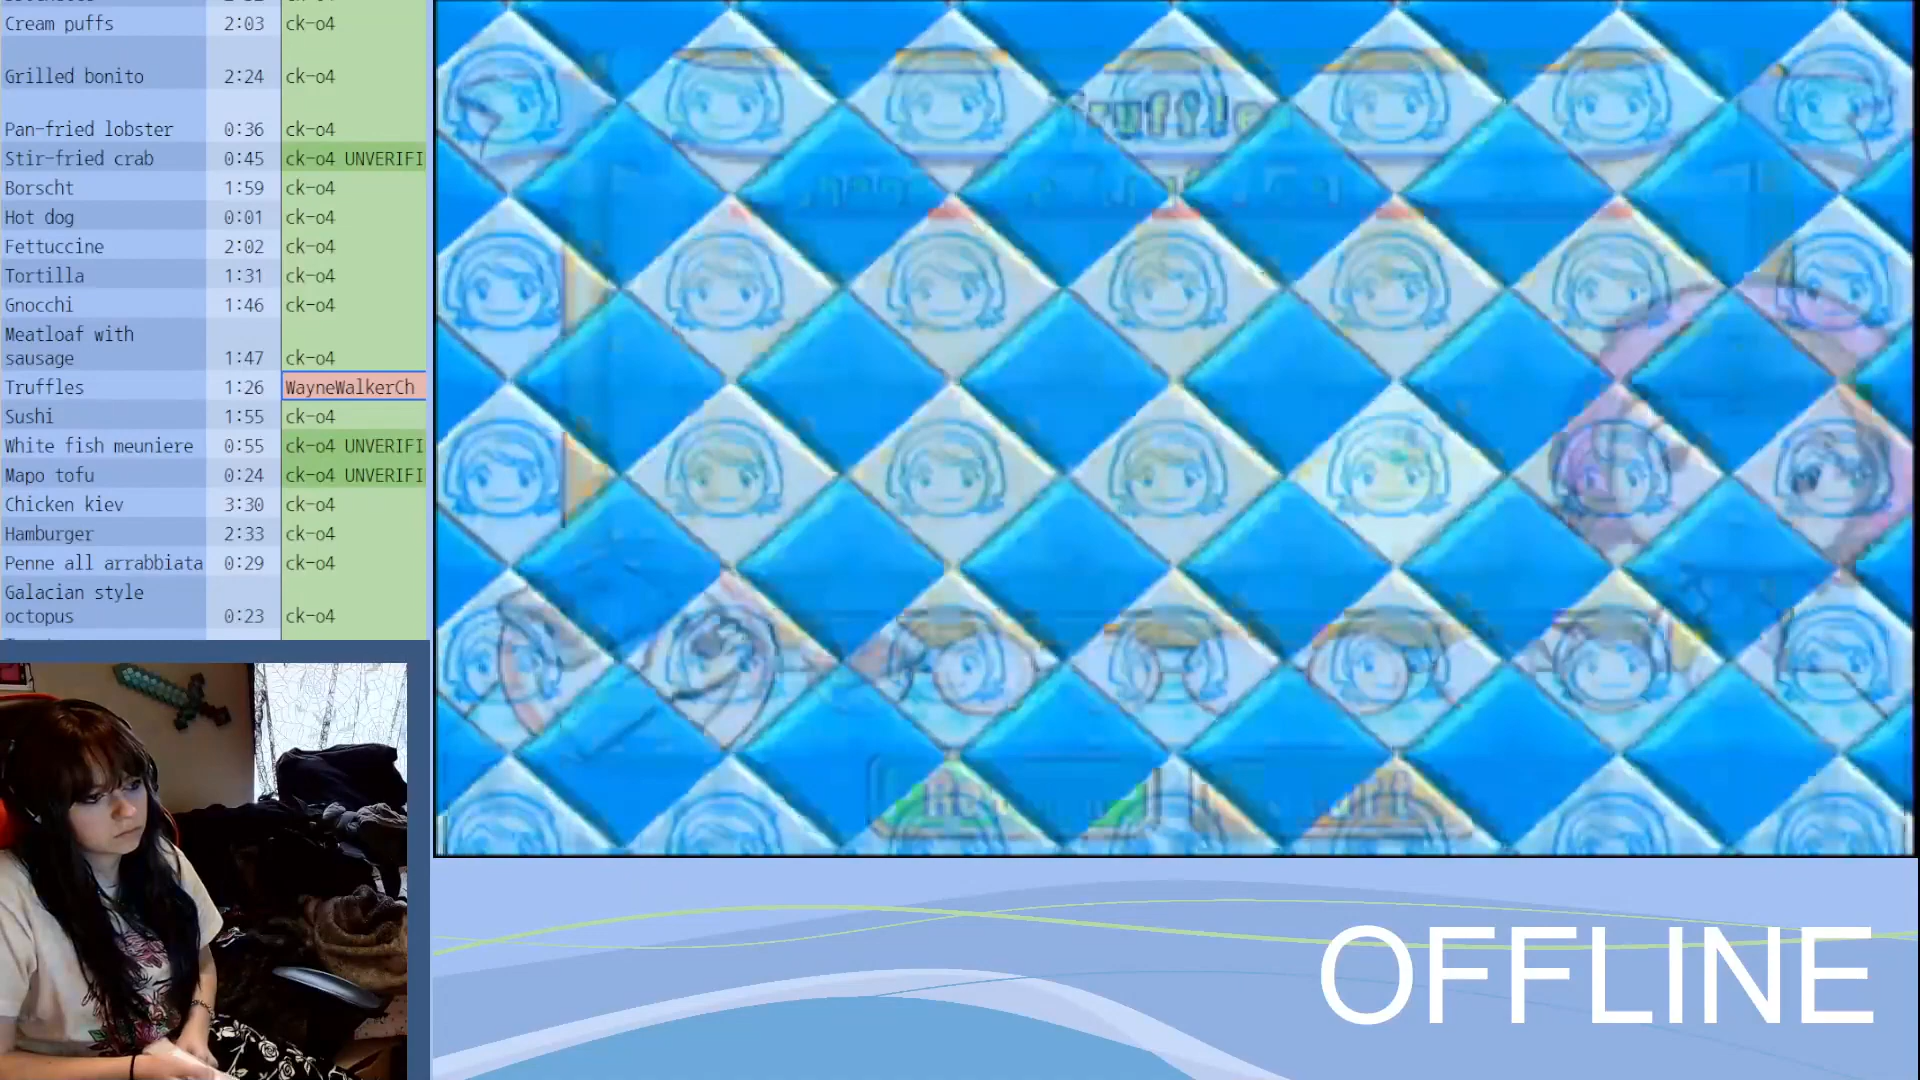 Cream puffs 2:03 ck-o4
Grilled bonito 2:24 ck-o4
Pan-fried lobster 0:36 ck-o4
Stir-fried crab 0:45 ck-o4 UNVERIFI
Borscht 1:59 ck-o4
Hot dog 0:01 ck-o4
Fettuccine 2:02 ck-o4
Tortilla 1:31 ck-o4
Gnocchi 1:46 ck-o4
Meatloaf with
sausage 1:47 ck-o4
Truffles 1:26 WayneWalkerCh
Sushi 1:55 ck-o4
White fish meuniere 0:55 ck-o4 UNVERIFI
Mapo tofu 0:24 ck-o4 UNVERIFI
Chicken kiev 3:30 ck-o4
Hamburger 2:33 ck-o4
Penne all arrabbiata 0:29 ck-o4
Galacian style
octopus 0:23 ck-o4
Truffles
OFFLINE